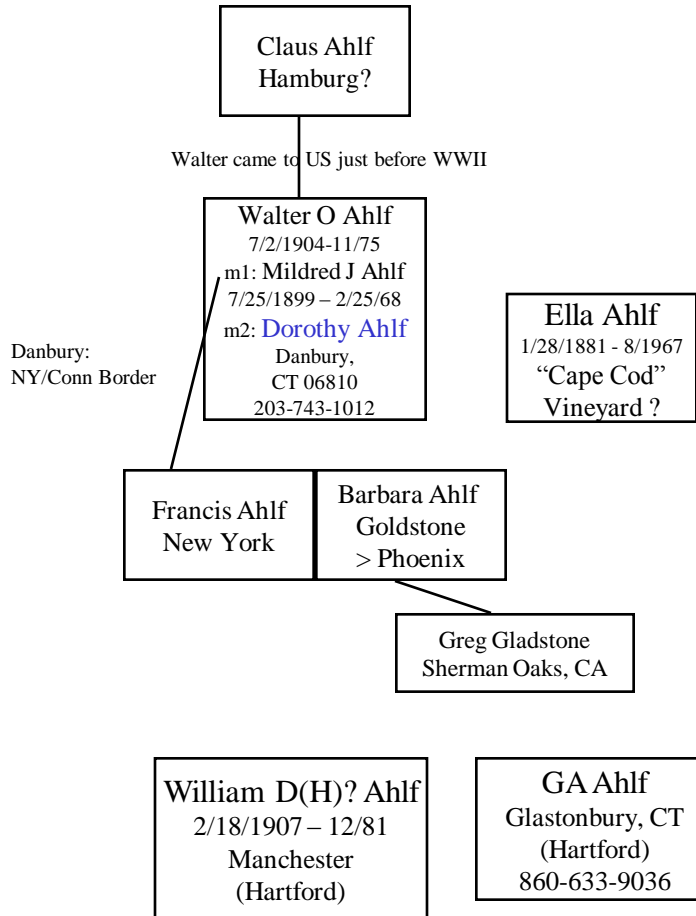 Claus Ahlf
Hamburg?
Walter came to US just before WWII
Walter O Ahlf
7/2/1904-11/75
m1: Mildred J Ahlf
7/25/1899 – 2/25/68
m2: Dorothy Ahlf
Danbury,
CT 06810
203-743-1012
Danbury:
NY/Conn Border
Ella Ahlf
1/28/1881 - 8/1967
“Cape Cod”
Vineyard ?
Francis Ahlf
New York
Barbara Ahlf
Goldstone
> Phoenix
Greg Gladstone
Sherman Oaks, CA
William D(H)? Ahlf
2/18/1907 – 12/81
Manchester
(Hartford)
GA Ahlf
Glastonbury, CT
(Hartford)
860-633-9036